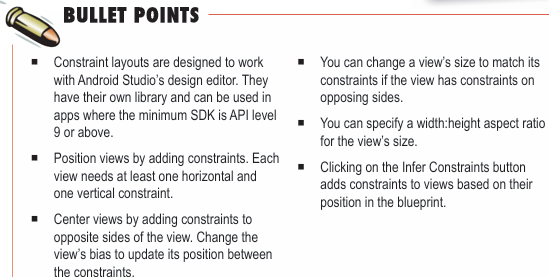 BULLET POINTS
■ Constraint layouts are designed to work
with Android Studio's design editor. They
have their own library and can be used in
apps where the minimum SDK is API level
9 or above.
■ Position views by adding constraints. Each
view needs at least one horizontal and
one vertical constraint.
■ Center views by adding constraints to
opposite sides of the view. Change the
view's bias to update its position between
the constraints.
■ You can change a view's size to match its
constraints if the view has constraints on
opposing sides.
■ You can specify a width:height aspect ratio
for the view's size.
■ Clicking on the Infer Constraints button
adds constraints to views based on their
position in the blueprint.